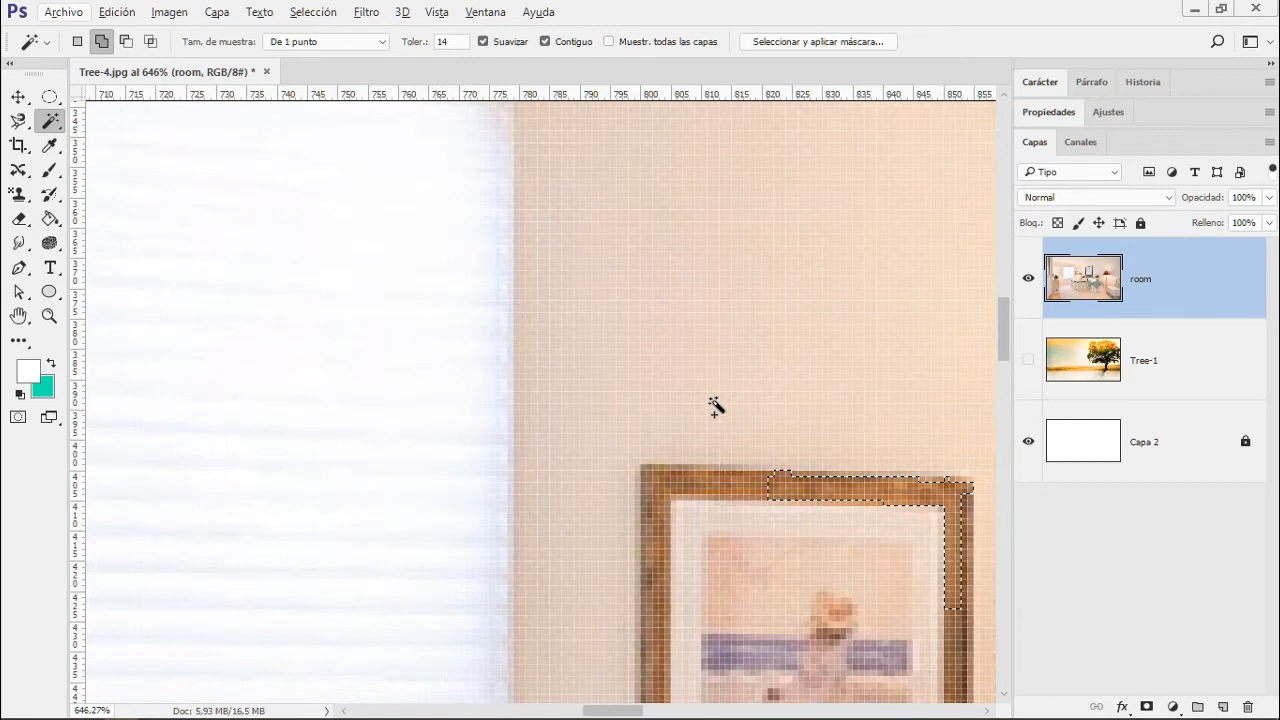 Ps Archivo Edición Imagen Capa Texto Selección Filtro 3D Vista Ventana Ayuda
Tam. de muestra: De 1 punto Toler.: 14 Suavizar Contiguo Muestr. todas las capas Seleccionar y aplicar máscara...
Tree-4.jpg al 646% (room, RGB/8#) * ×
710 715 720 725 730 735 740 745 750 755 760 765 770 775 780 785 790 795 800 805 810 815 820 825 830 835 840 845 850 855
Carácter Párrafo Historia
Propiedades Ajustes
Capas Canales
Tipo
Normal Opacidad: 100%
Bloq.: Relleno: 100%
room
Tree-1
Capa 2
646,27% Doc: 5,93 MB/16,5 MB
fx